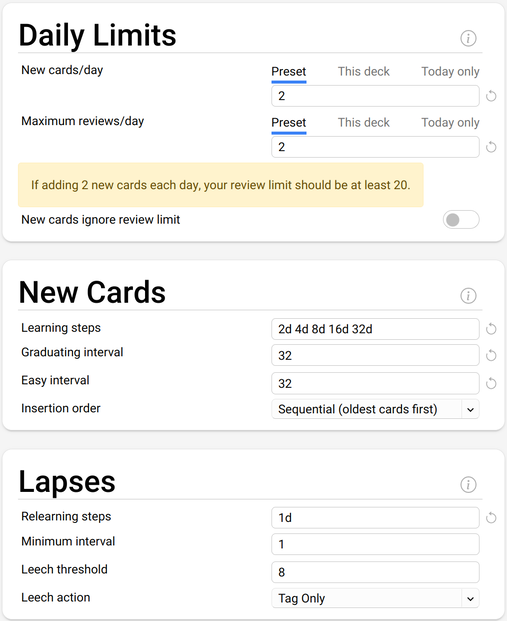 Daily Limits
New cards/day
Preset This deck Today only
2
Maximum reviews/day
Preset This deck Today only
2
If adding 2 new cards each day, your review limit should be at least 20.
New cards ignore review limit
New Cards
Learning steps 2d 4d 8d 16d 32d
Graduating interval 32
Easy interval 32
Insertion order Sequential (oldest cards first)
Lapses
Relearning steps 1d
Minimum interval 1
Leech threshold 8
Leech action Tag Only